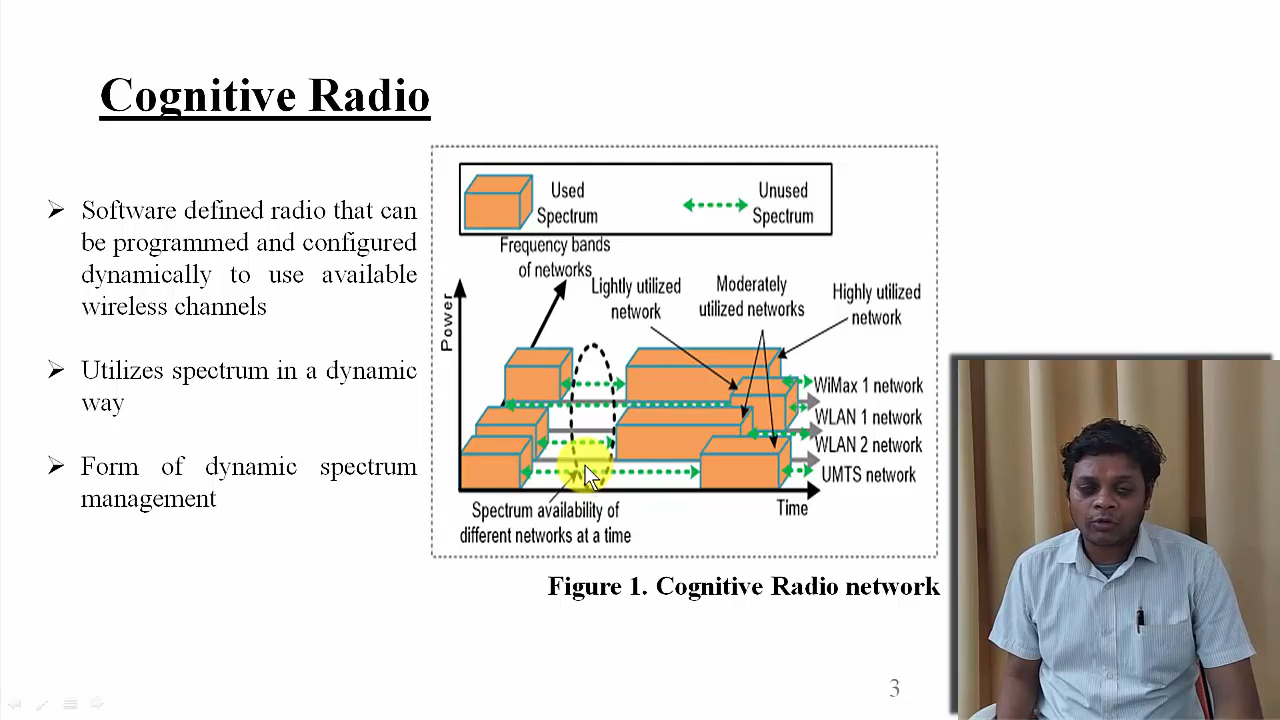 Cognitive Radio
Software defined radio that can
be programmed and configured
dynamically to use available
wireless channels
Utilizes spectrum in a dynamic
way
Form of dynamic spectrum
management
Used
Spectrum
Unused
Spectrum
Frequency bands
of networks
Lightly utilized
network
Moderately
utilized networks
Highly utilized
network
Power
WiMax 1 network
WLAN 1 network
WLAN 2 network
UMTS network
Time
Spectrum availability of
different networks at a time
Figure 1. Cognitive Radio network
3